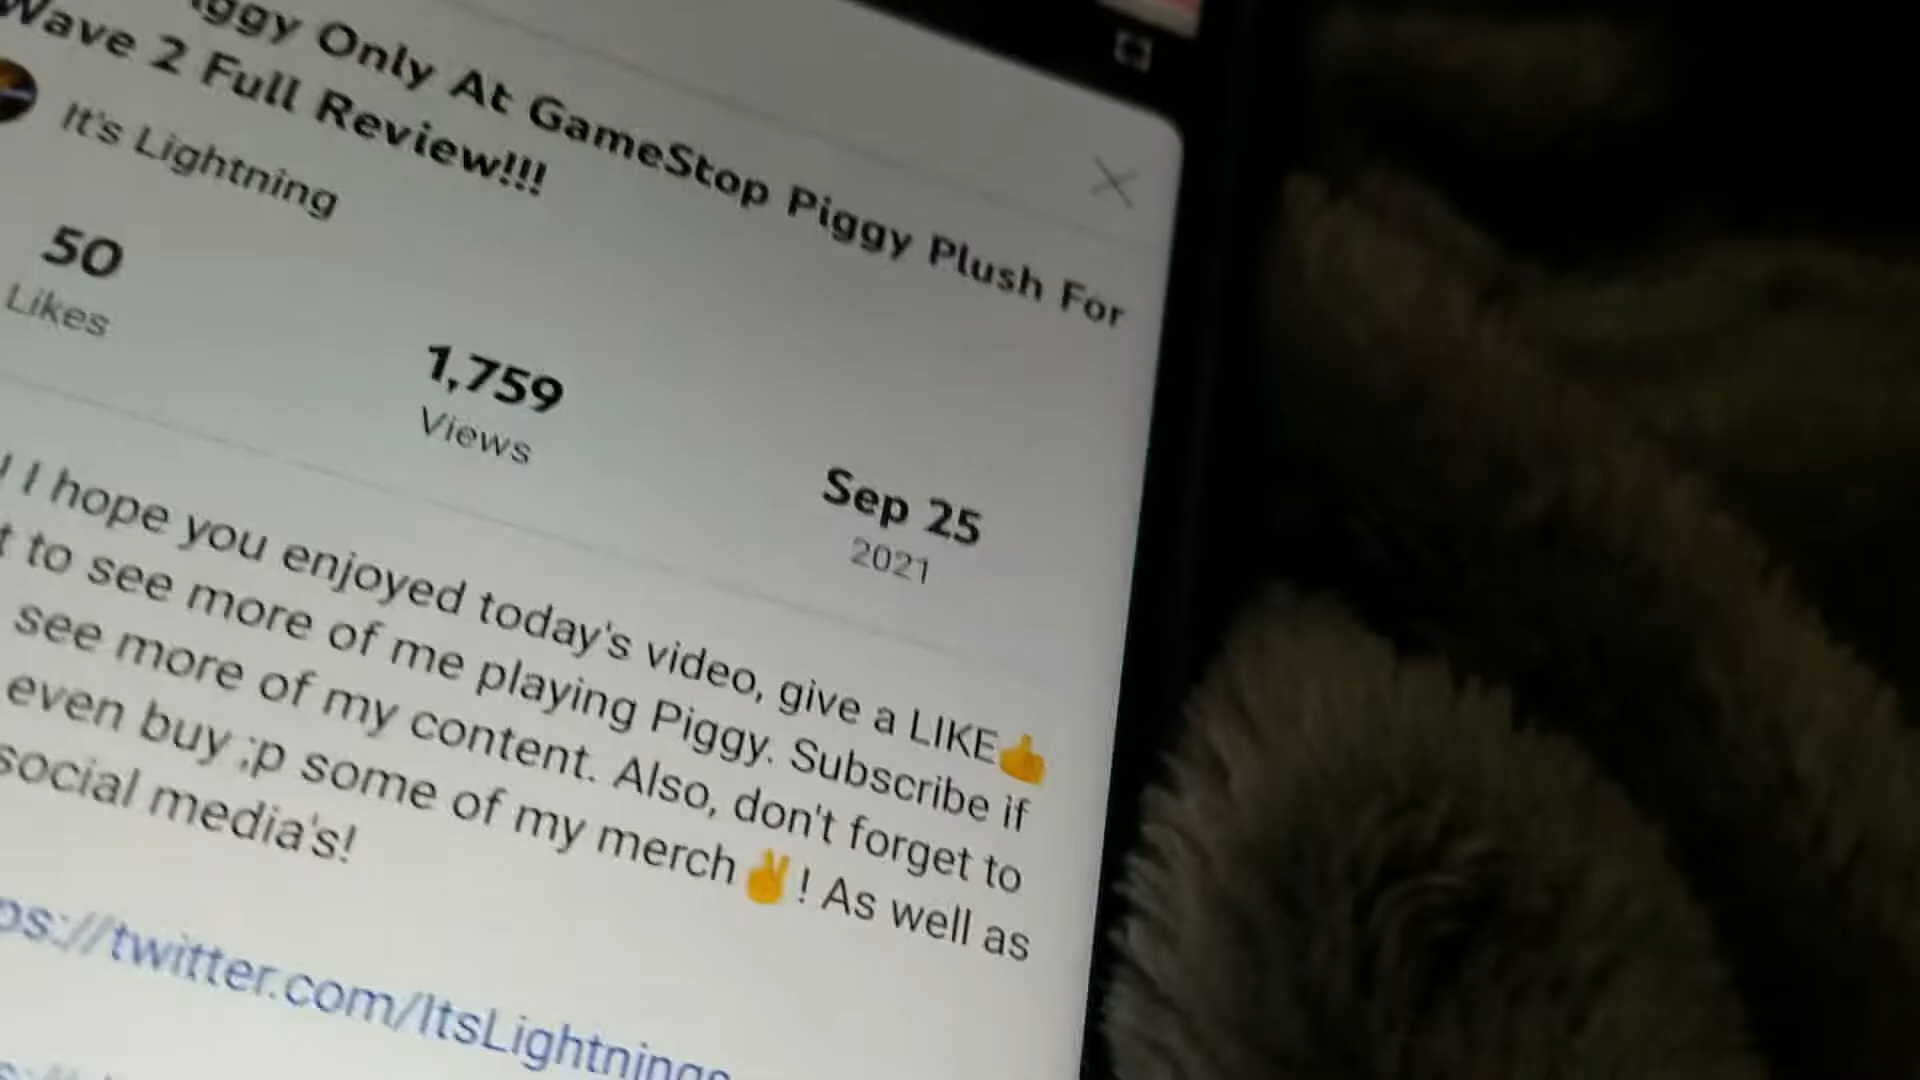 iggy Only At GameStop Piggy Plush For
Wave 2 Full Review!!!
It's Lightning
50
Likes
1,759
Views
Sep 25
2021
I hope you enjoyed today's video, give a LIKE👍
t to see more of me playing Piggy. Subscribe if
see more of my content. Also, don't forget to
even buy ;p some of my merch✌️! As well as
social media's!
ps://twitter.com/ItsLightnings